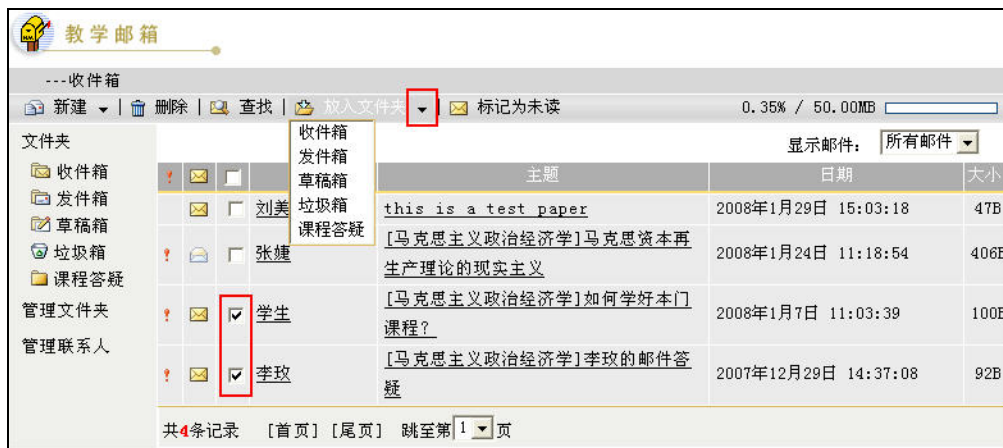 教学邮箱
---收件箱
新建 | 删除 | 查找 | 放入文件夹 | 标记为未读 0.35% / 50.00MB
文件夹 显示邮件: 所有邮件
收件箱
发件箱
草稿箱
垃圾箱
课程答疑
管理文件夹
管理联系人
收件箱
发件箱
草稿箱
垃圾箱
课程答疑
主题 日期 大小
刘美 this is a test paper 2008年1月29日 15:03:18 47B
张婕 [马克思主义政治经济学]马克思资本再 2008年1月24日 11:18:54 406B
生产理论的现实主义
学生 [马克思主义政治经济学]如何学好本门 2008年1月7日 11:03:39 100B
课程?
李玫 [马克思主义政治经济学]李玫的邮件答 2007年12月29日 14:37:08 92B
疑
共4条记录 [首页] [尾页] 跳至第 1 页